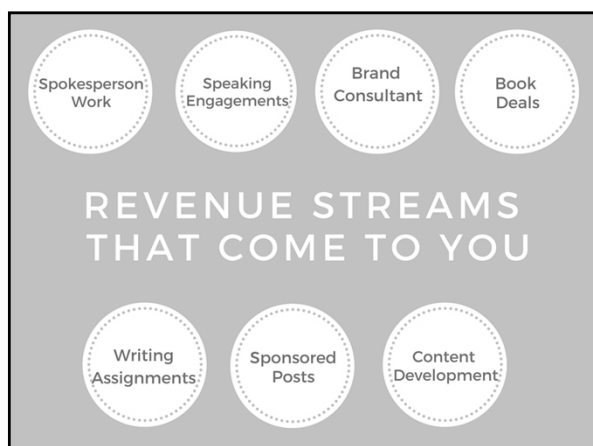 Spokesperson
Work
Speaking
Engagements
Brand
Consultant
Book
Deals
REVENUE STREAMS
THAT COME TO YOU
Writing
Assignments
Sponsored
Posts
Content
Development